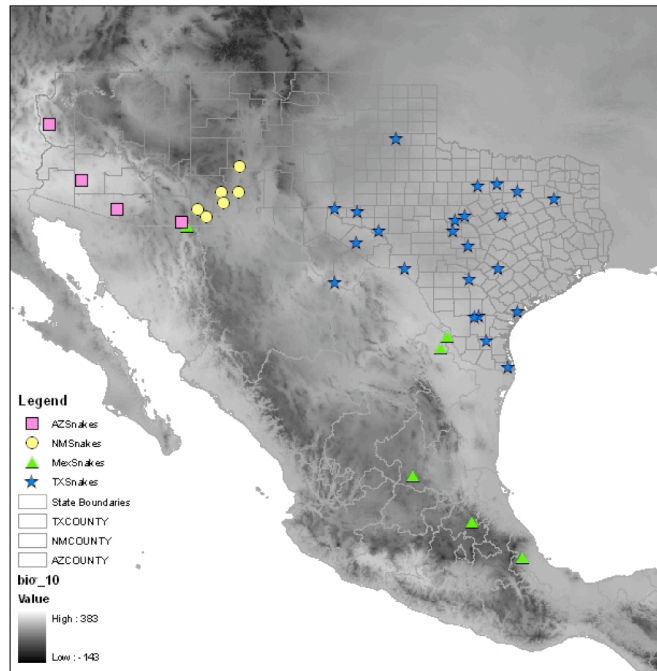 Legend
AZSnakes
NMSnakes
MexSnakes
TXSnakes
State Boundaries
TXCOUNTY
NMCOUNTY
AZCOUNTY
bio_10
Value
High : 383
Low : -143